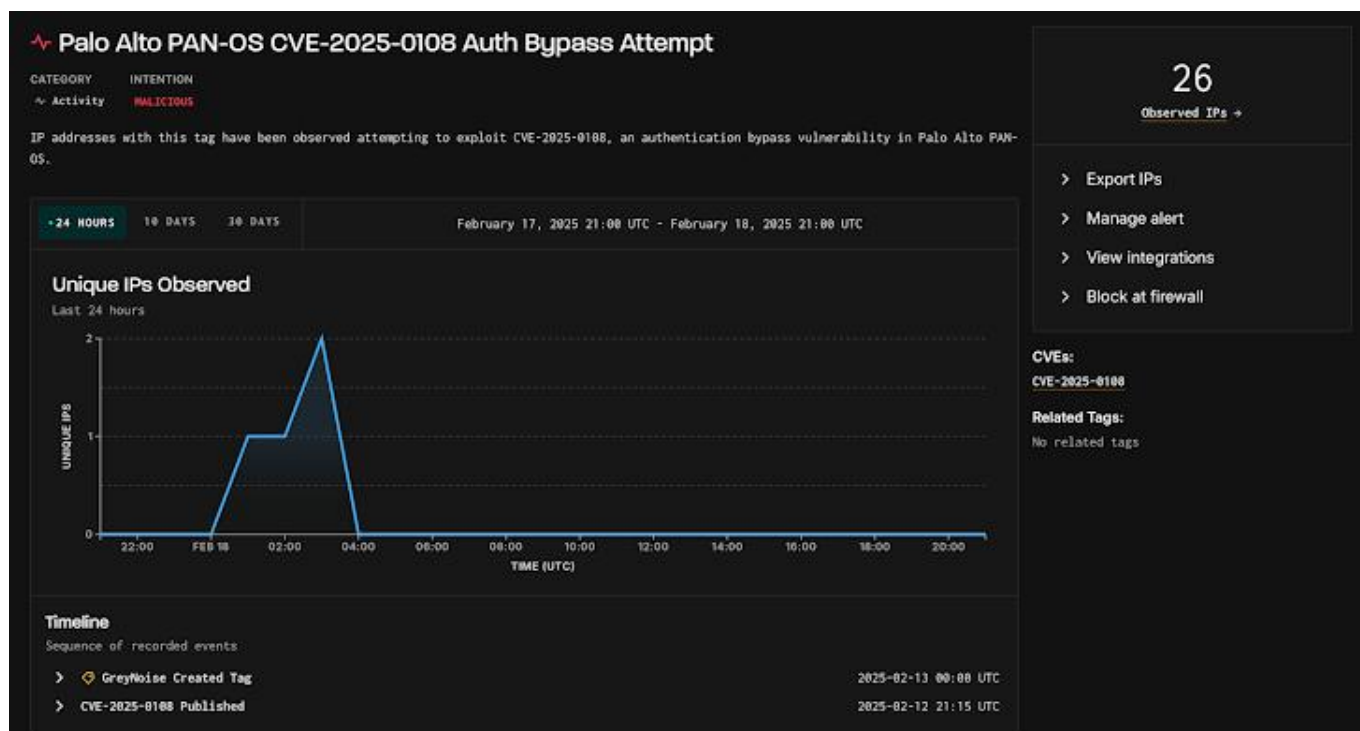 Palo Alto PAN-OS CVE-2025-0108 Auth Bypass Attempt
CATEGORY INTENTION
Activity MALICIOUS
IP addresses with this tag have been observed attempting to exploit CVE-2025-0108, an authentication bypass vulnerability in Palo Alto PAN-
OS.
24 HOURS 10 DAYS 30 DAYS
February 17, 2025 21:00 UTC - February 18, 2025 21:00 UTC
Unique IPs Observed
Last 24 hours
2
1
0
UNIQUE IPS
22:00 FEB 18 02:00 04:00 06:00 08:00 10:00 12:00 14:00 16:00 18:00 20:00
TIME (UTC)
Timeline
Sequence of recorded events
GreyNoise Created Tag 2025-02-13 00:00 UTC
CVE-2025-0108 Published 2025-02-12 21:15 UTC
26
Observed IPs →
Export IPs
Manage alert
View integrations
Block at firewall
CVEs:
CVE-2025-0108
Related Tags:
No related tags